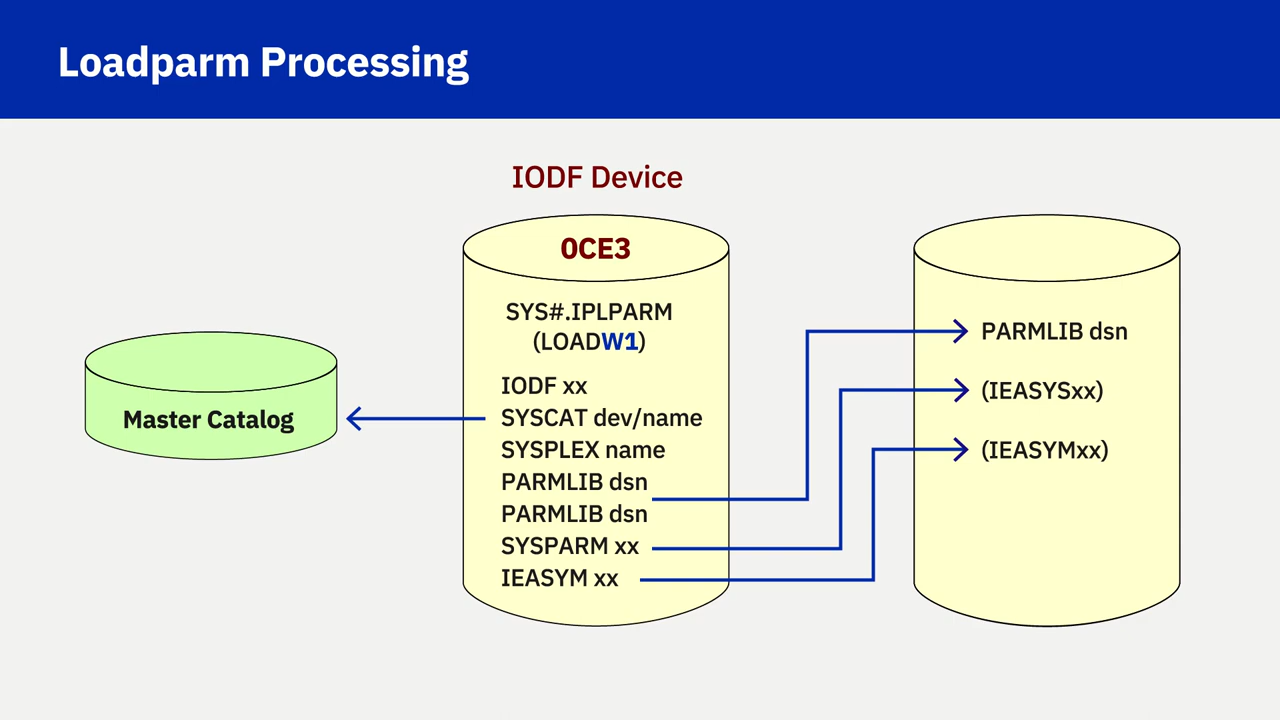 Loadparm Processing
IODF Device
0CE3
SYS#.IPLPARM
(LOADW1)
IODF xx
SYSCAT dev/name
SYSPLEX name
PARMLIB dsn
PARMLIB dsn
SYSPARM xx
IEASYM xx
Master Catalog
PARMLIB dsn
(IEASYSxx)
(IEASYMxx)